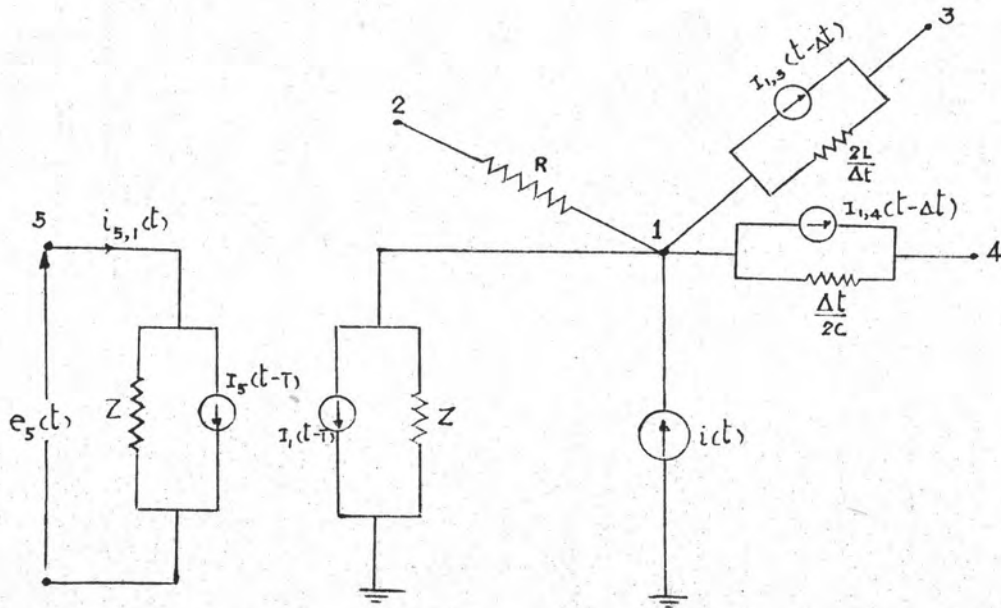 3
I₁,₃(t-Δt)
2
R
2L
Δt
1
I₁,₄(t-Δt)
4
Δt
2C
5
i₅,₁(t)
e₅(t)
Z
I₅(t-T)
I₁(t-T)
Z
i(t)